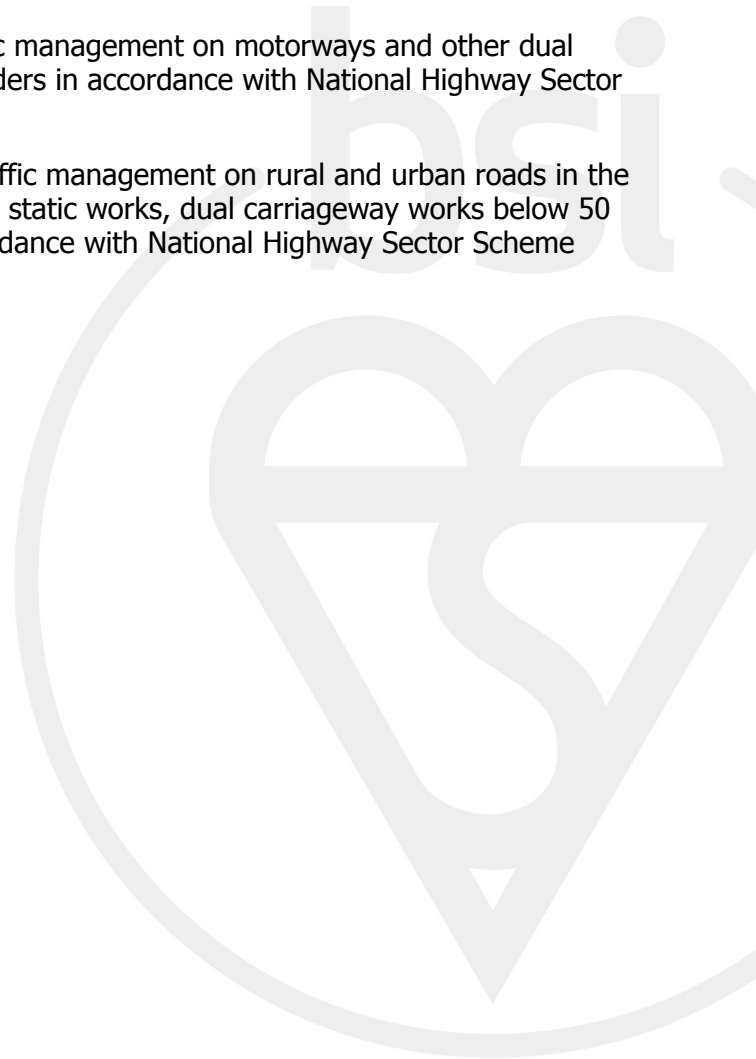 c management on motorways and other dual
ders in accordance with National Highway Sector
ffic management on rural and urban roads in the
static works, dual carriageway works below 50
dance with National Highway Sector Scheme
bsi